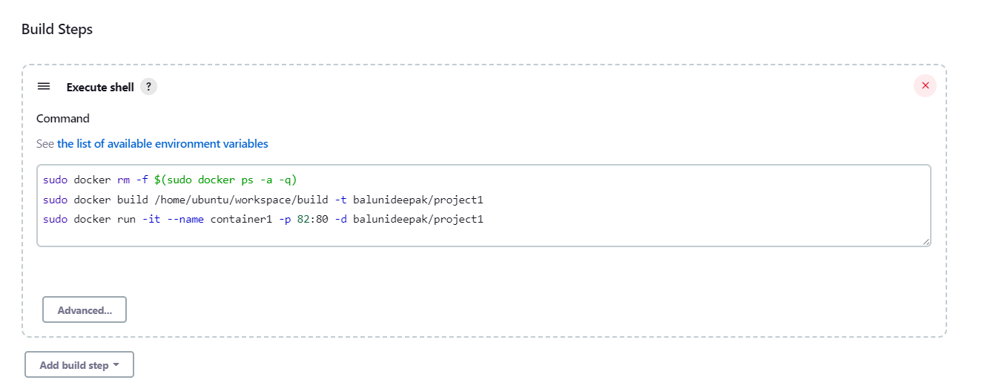 Build Steps
Execute shell ?
Command
See the list of available environment variables
sudo docker rm -f $(sudo docker ps -a -q)
sudo docker build /home/ubuntu/workspace/build -t balunideepak/project1
sudo docker run -it --name container1 -p 82:80 -d balunideepak/project1
Advanced...
Add build step